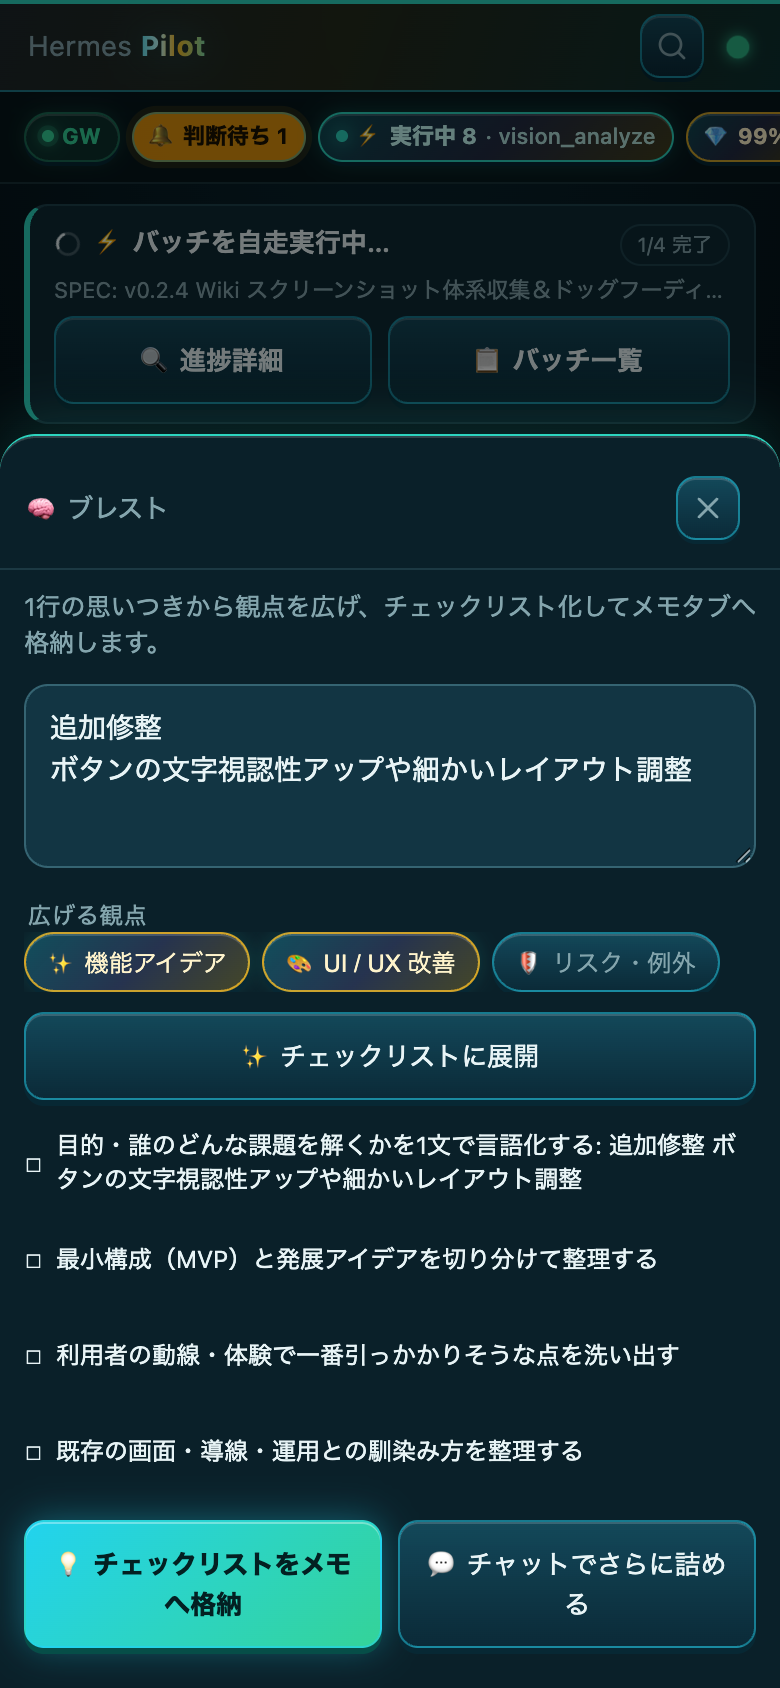 Hermes Pilot
GW
判断待ち 1
実行中 8 · vision_analyze
99%
バッチを自走実行中...
1/4 完了
SPEC: v0.2.4 Wiki スクリーンショット体系収集＆ドッグフーディ...
進捗詳細
バッチ一覧
ブレスト
1行の思いつきから観点を広げ、チェックリスト化してメモタブへ
格納します。
追加修整
ボタンの文字視認性アップや細かいレイアウト調整
広げる観点
機能アイデア
UI / UX 改善
リスク・例外
チェックリストに展開
目的・誰のどんな課題を解くかを1文で言語化する: 追加修整 ボ
タンの文字視認性アップや細かいレイアウト調整
最小構成（MVP）と発展アイデアを切り分けて整理する
利用者の動線・体験で一番引っかかりそうな点を洗い出す
既存の画面・導線・運用との馴染み方を整理する
チェックリストをメモ
へ格納
チャットでさらに詰め
る